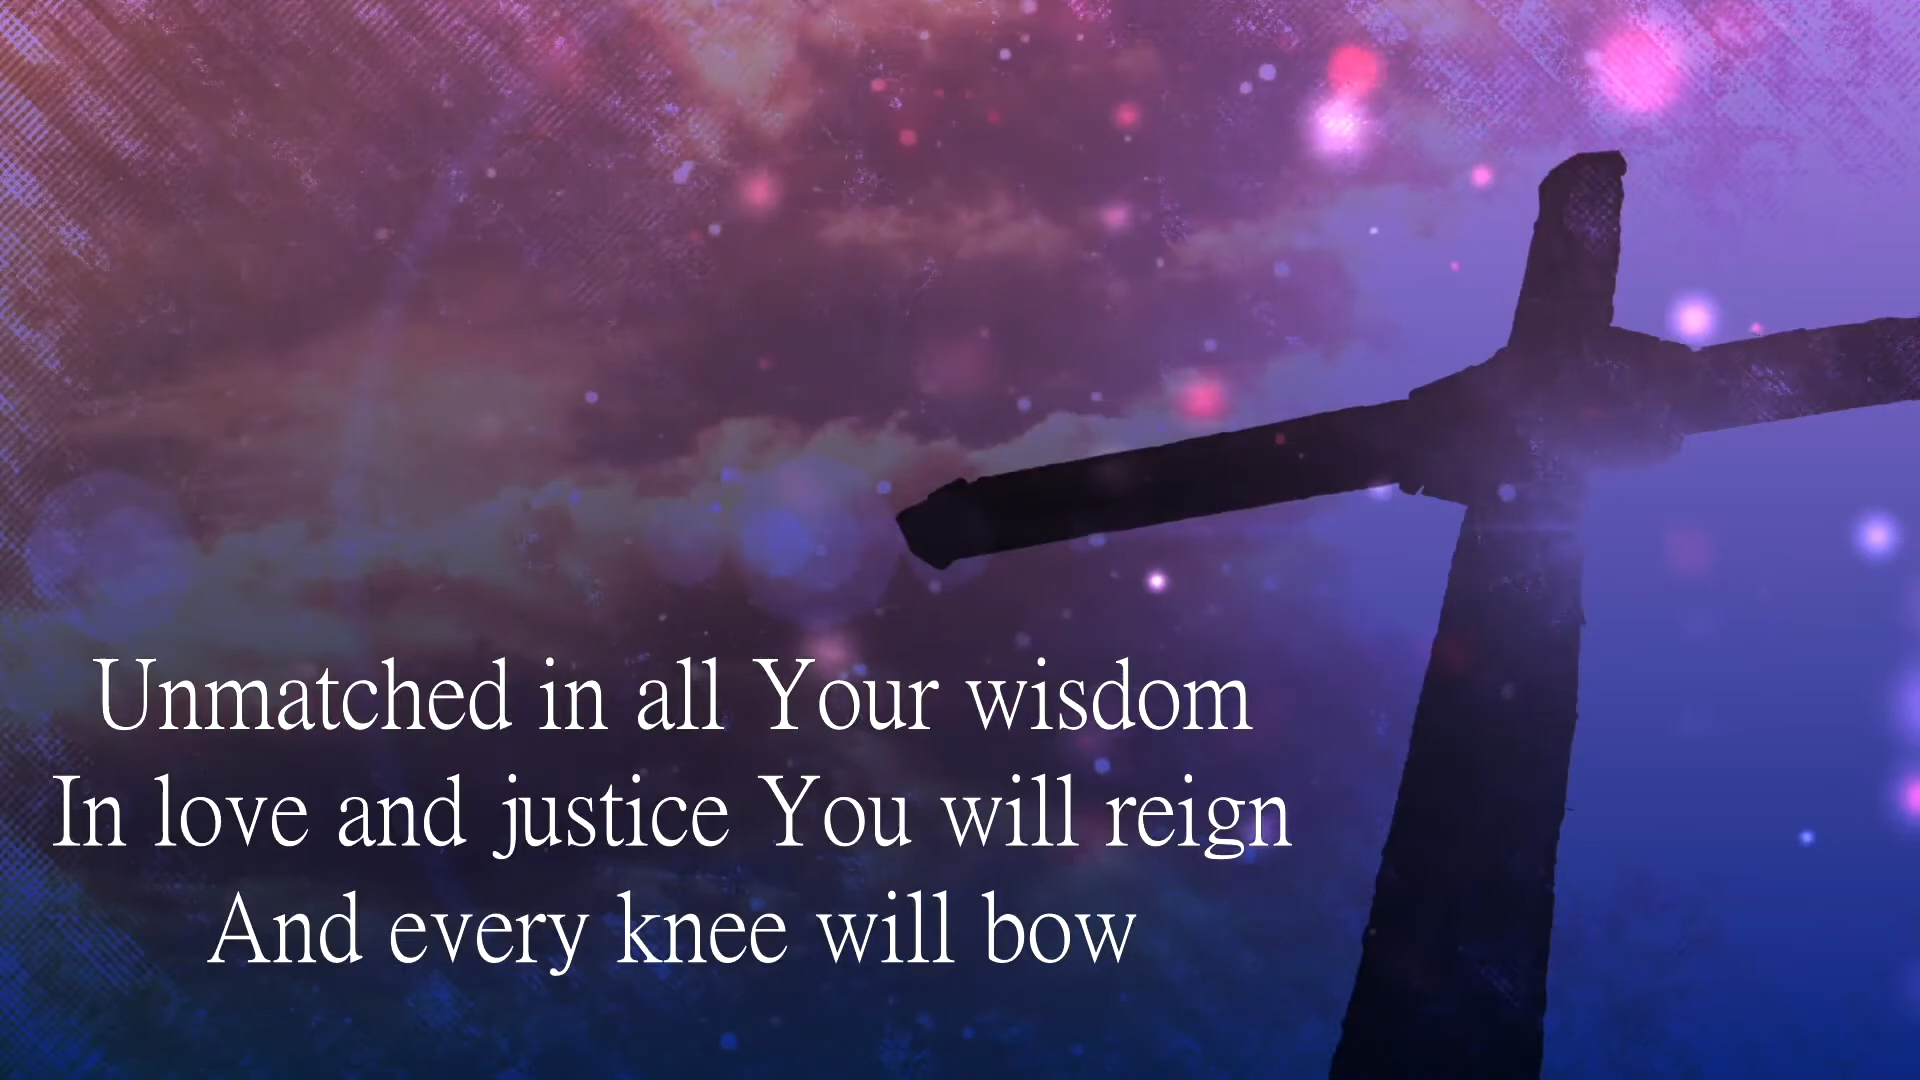 Unmatched in all Your wisdom
In love and justice You will reign
And every knee will bow